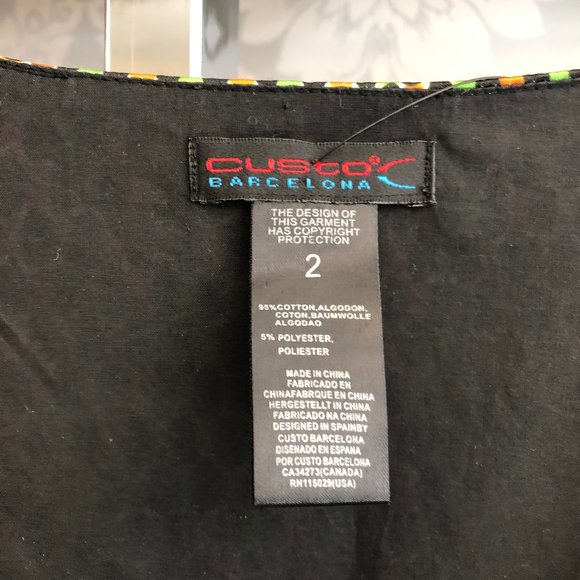 CUSTO®
BARCELONA
THE DESIGN OF
THIS GARMENT
HAS COPYRIGHT
PROTECTION
2
95%COTTON,ALGODON,
COTON,BAUMWOLLE
ALGODAO
5% POLYESTER,
POLIESTER
MADE IN CHINA
FABRICADO EN
CHINAFABRQUE EN CHINA
HERGESTELLT IN CHINA
FABRICADO NA CHINA
DESIGNED IN SPAINBY
CUSTO BARCELONA
DISENADO EN ESPANA
POR CUSTO BARCELONA
CA34273(CANADA)
RN115029(USA)